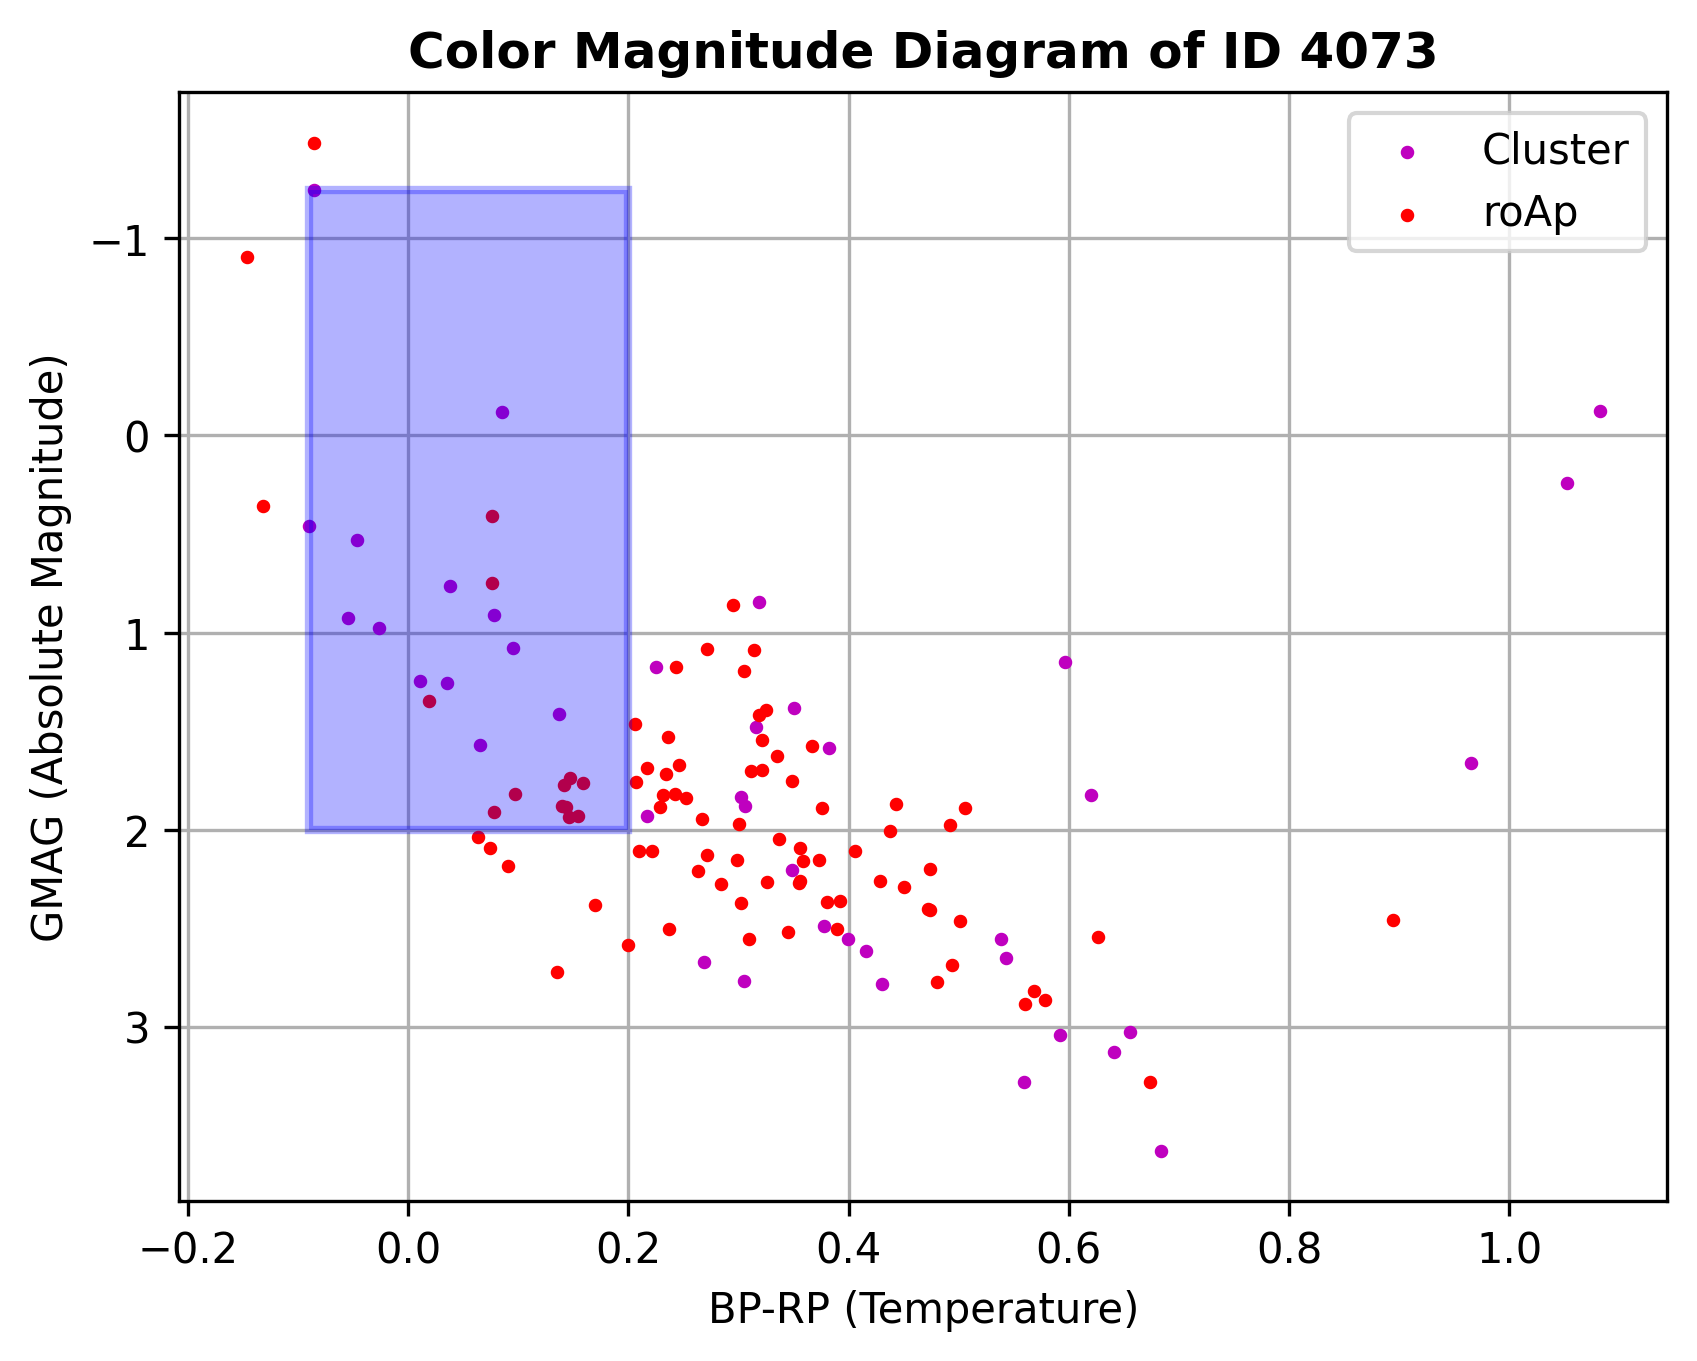 Color Magnitude Diagram of ID 4073
Cluster
roAp
GMAG (Absolute Magnitude)
−1
0
1
2
3
−0.2 0.0 0.2 0.4 0.6 0.8 1.0
BP-RP (Temperature)